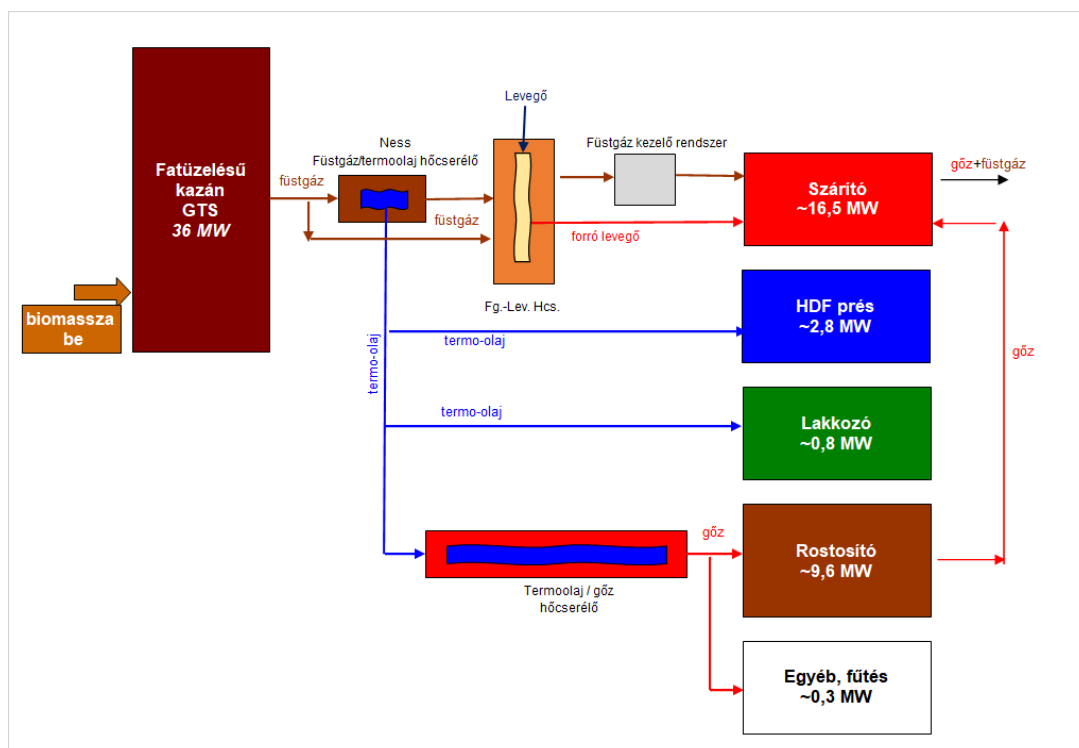 Levegő
Ness
Füstgáz/termoolaj hőcserélő
Füstgáz kezelő rendszer
Fatüzelésű
kazán
GTS
36 MW
füstgáz
füstgáz
Szárító
~16,5 MW
gőz+füstgáz
forró levegő
biomassza
be
Fg.-Lev. Hcs.
HDF prés
~2,8 MW
termo-olaj
termo-olaj
gőz
termo-olaj
Lakkozó
~0,8 MW
gőz
Rostosító
~9,6 MW
Termoolaj / gőz
hőcserélő
Egyéb, fűtés
~0,3 MW